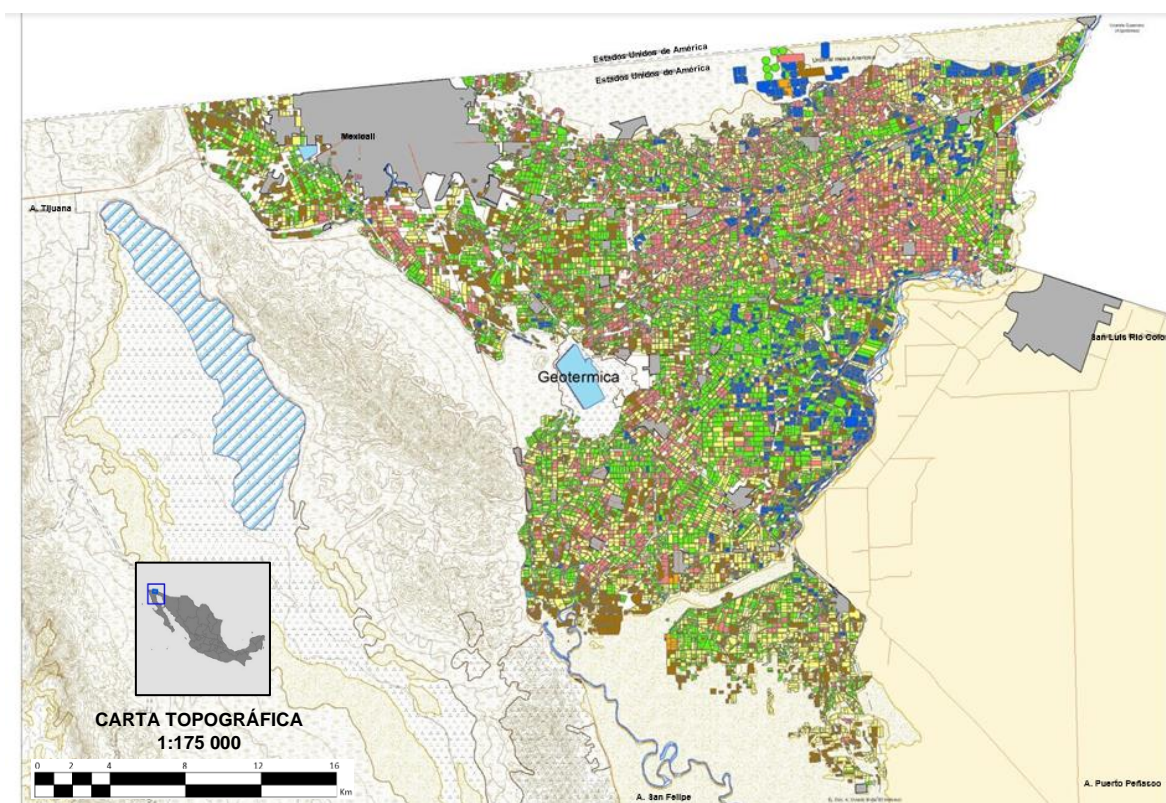 Estados Unidos de América
Estados Unidos de América
Mexicali
A. Tijuana
San Luis Río Color
Geotermica
CARTA TOPOGRÁFICA
1:175 000
0 2 4 8 12 16
Km
A. San Felipe
A. Puerto Peñasco